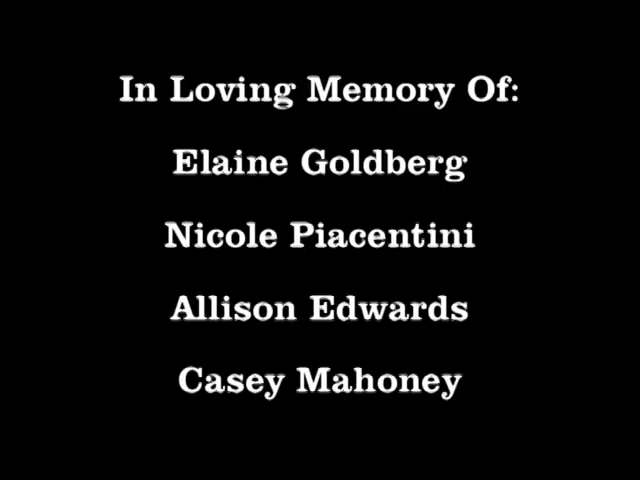 In Loving Memory Of:
Elaine Goldberg
Nicole Piacentini
Allison Edwards
Casey Mahoney